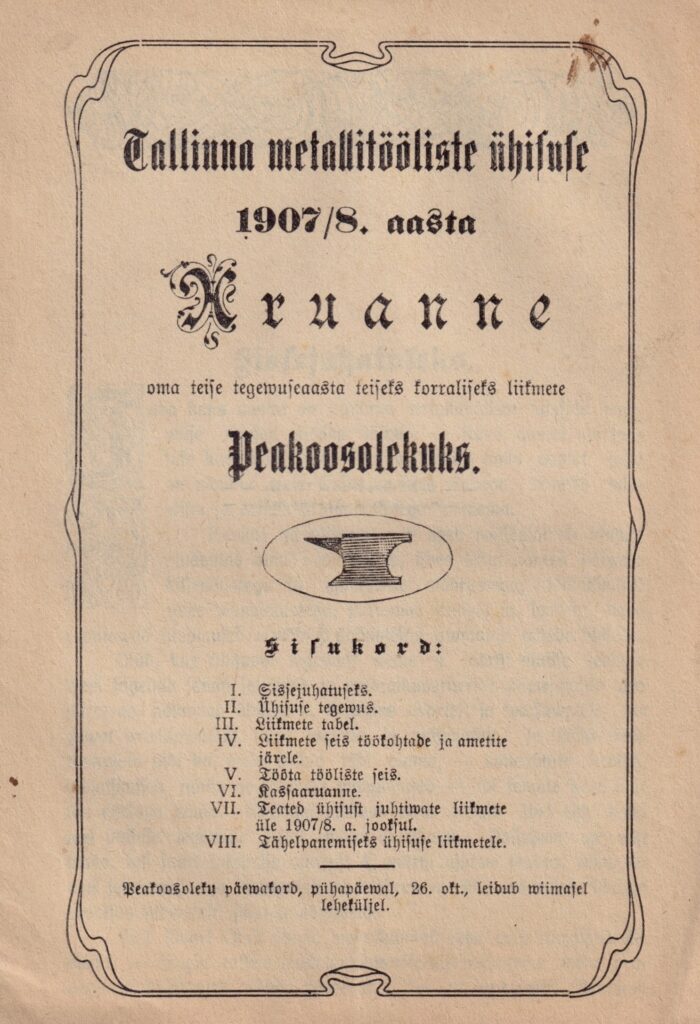 Tallinna metallitööliste ühisuse
1907/8. aasta
Aruanne
oma teise tegewuseaasta teiseks korraliseks liikmete
Peakoosolekuks.
Sisukord:
I. Sissejuhatuseks.
II. Ühisuse tegewus.
III. Liikmete tabel.
IV. Liikmete seis töökohtade ja ametite
järele.
V. Tööta tööliste seis.
VI. Kassaaruanne.
VII. Teated ühisust juhtiwate liikmete
üle 1907/8. a. jooksul.
VIII. Tähelpanemiseks ühisuse liikmetele.
Peakoosoleku päewakord, pühapäewal, 26. okt., leidub wiimasel
leheküljel.